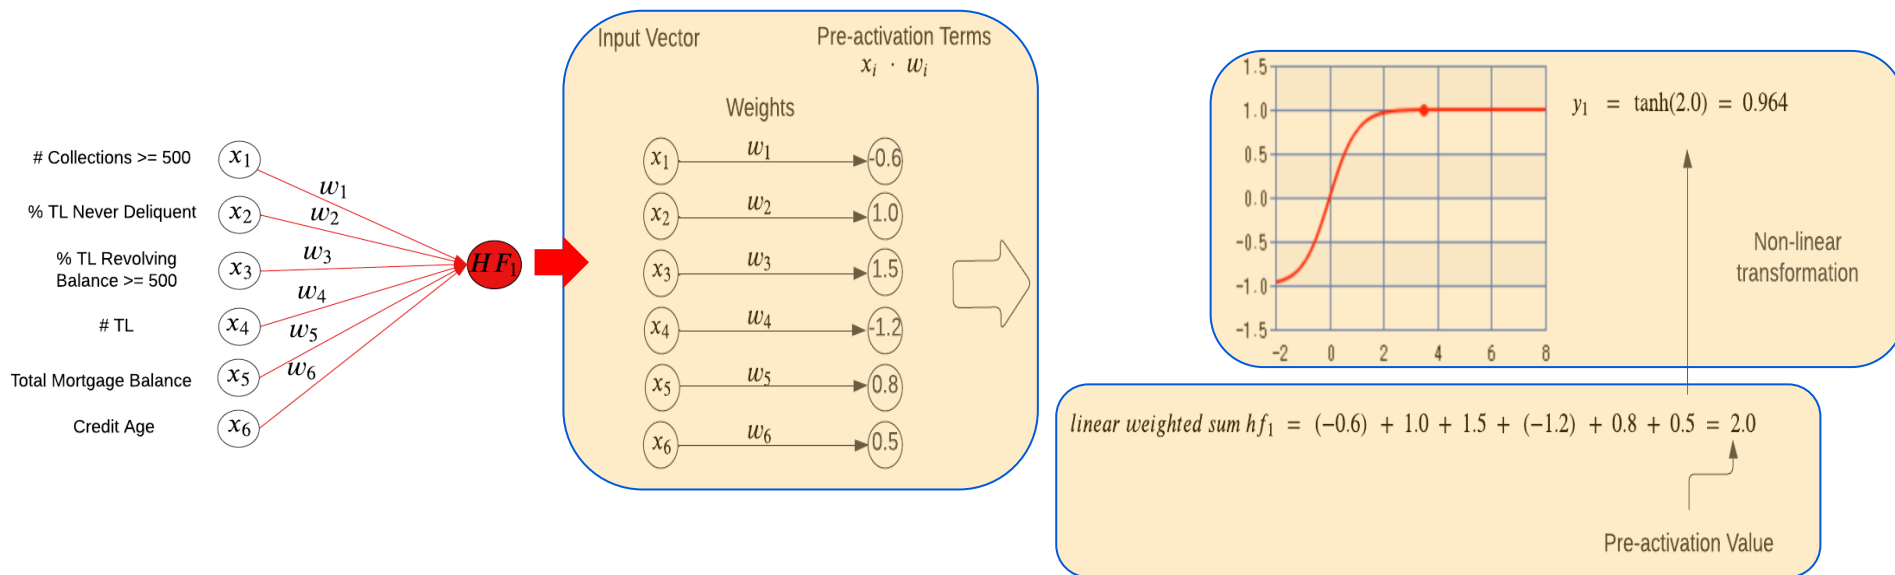 # Collections >= 500
% TL Never Deliquent
% TL Revolving
Balance >= 500
# TL
Total Mortgage Balance
Credit Age
x1
x2
x3
x4
x5
x6
w1
w2
w3
w4
w5
w6
HF1
Input Vector
Pre-activation Terms
xi · wi
Weights
x1 w1 -0.6
x2 w2 1.0
x3 w3 1.5
x4 w4 -1.2
x5 w5 0.8
x6 w6 0.5
1.5
1.0
0.5
0.0
−0.5
−1.0
−1.5
−2 0 2 4 6 8
y1 = tanh(2.0) = 0.964
Non-linear
transformation
linear weighted sum hf1 = (−0.6) + 1.0 + 1.5 + (−1.2) + 0.8 + 0.5 = 2.0
Pre-activation Value